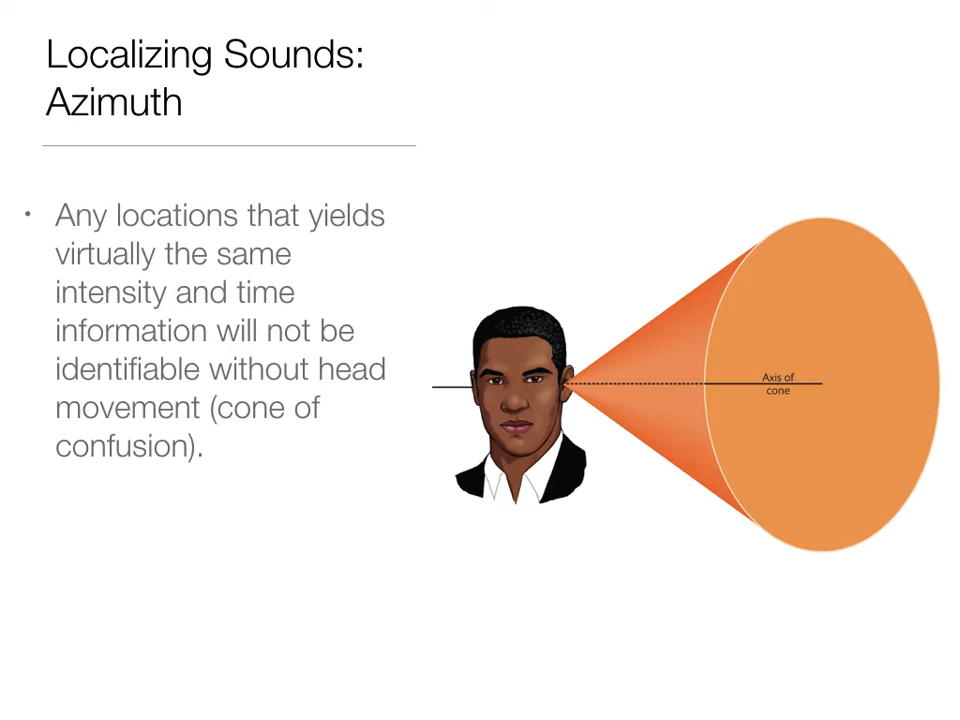 Localizing Sounds:
Azimuth
• Any locations that yields
virtually the same
intensity and time
information will not be
identifiable without head
movement (cone of
confusion).
Axis of
cone